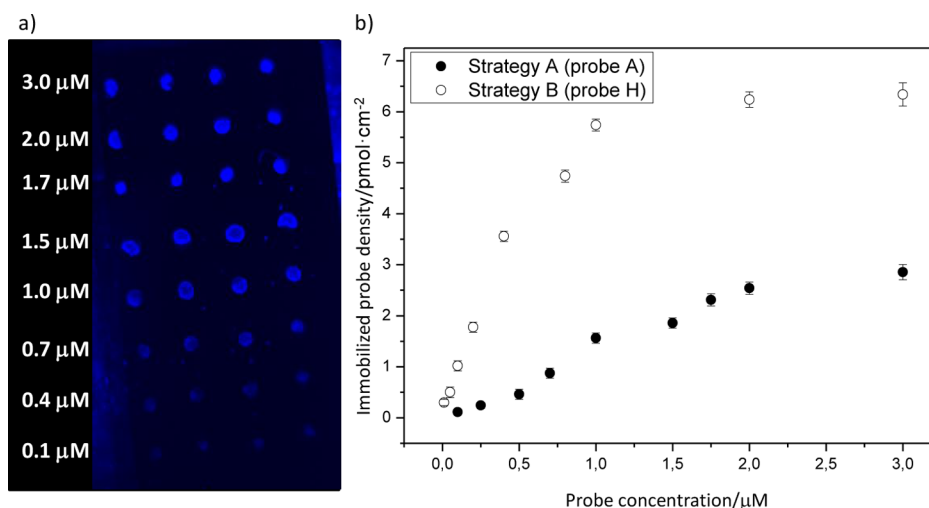 a)
3.0 µM
2.0 µM
1.7 µM
1.5 µM
1.0 µM
0.7 µM
0.4 µM
0.1 µM
b)
Strategy A (probe A)
Strategy B (probe H)
Immobilized probe density/pmol·cm⁻²
7
6
5
4
3
2
1
0
0,0 0,5 1,0 1,5 2,0 2,5 3,0
Probe concentration/µM